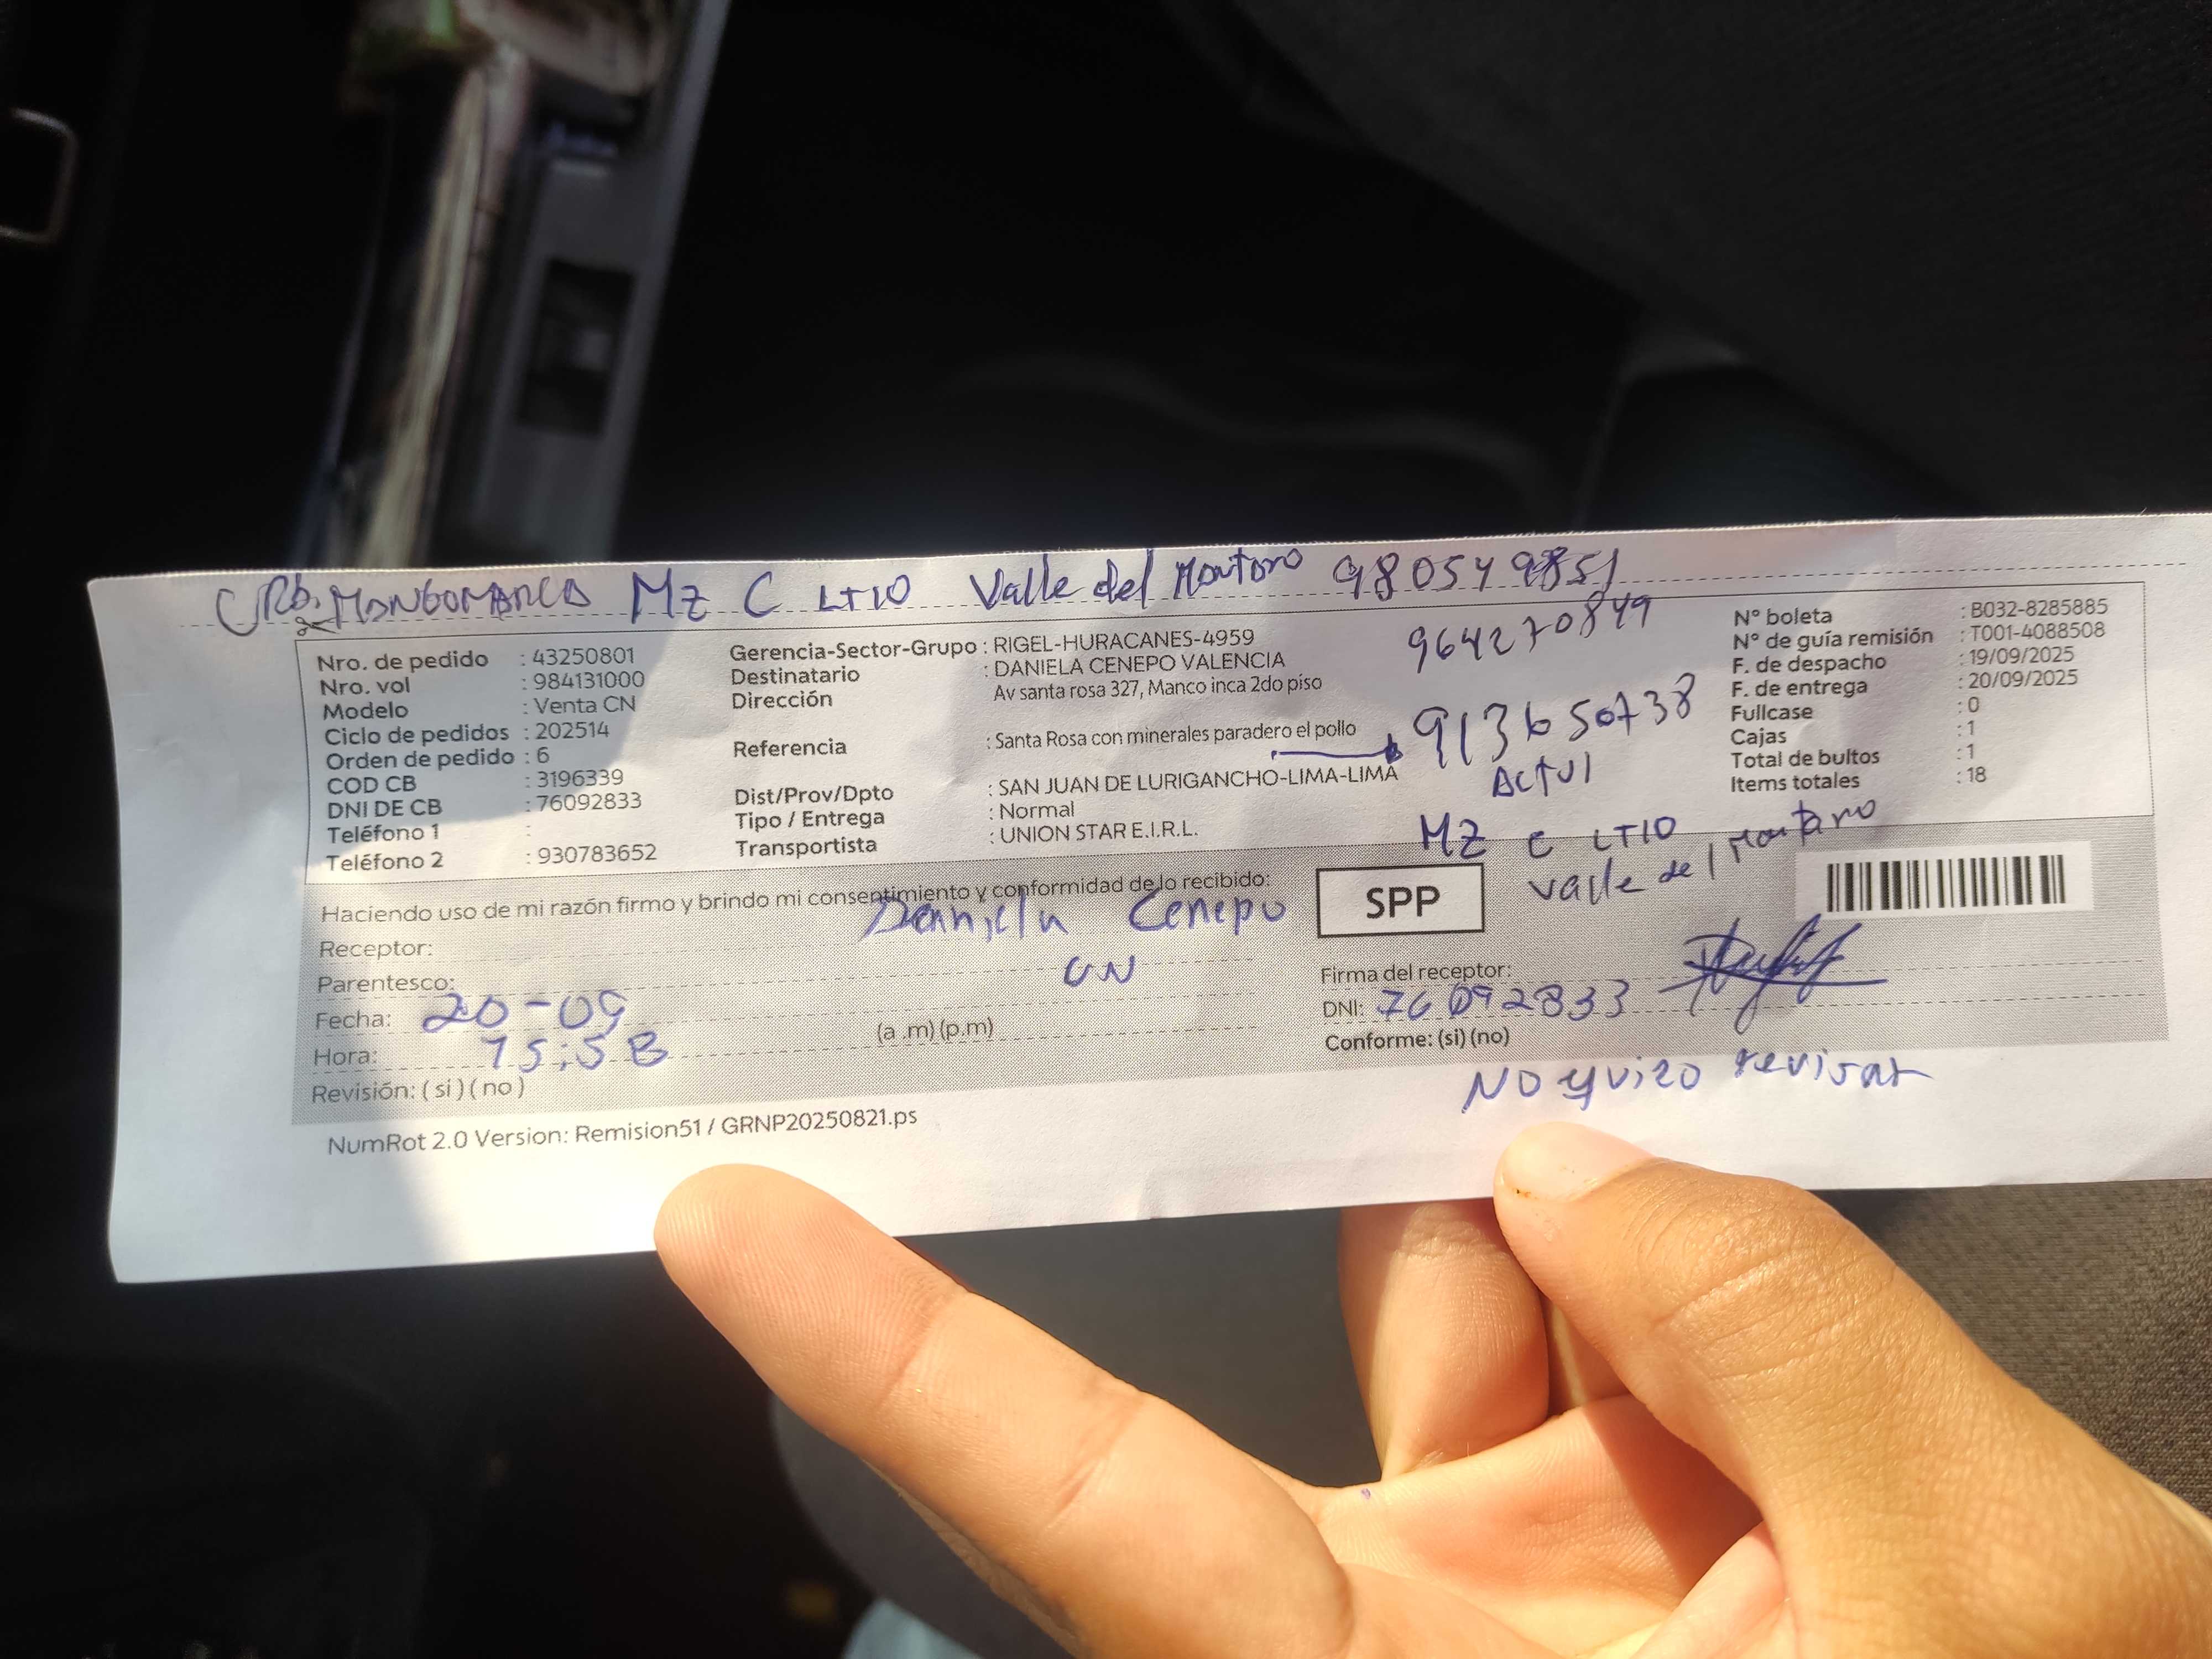 URb. MANGOMARCA MZ C LT10 Valle del Montoro 980549851
964270849
Nro. de pedido : 43250801
Nro. vol : 984131000
Modelo : Venta CN
Ciclo de pedidos : 202514
Orden de pedido : 6
COD CB : 3196339
DNI DE CB : 76092833
Teléfono 1 :
Teléfono 2 : 930783652
Gerencia-Sector-Grupo : RIGEL-HURACANES-4959
Destinatario : DANIELA CENEPO VALENCIA
Dirección Av santa rosa 327, Manco inca 2do piso
Referencia : Santa Rosa con minerales paradero el pollo
Dist/Prov/Dpto : SAN JUAN DE LURIGANCHO-LIMA-LIMA
Tipo / Entrega : Normal
Transportista : UNION STAR E.I.R.L.
913650738
ACTUl
MZ C LT10
Valle del Montaro
N° boleta : B032-8285885
N° de guía remisión : T001-4088508
F. de despacho : 19/09/2025
F. de entrega : 20/09/2025
Fullcase : 0
Cajas : 1
Total de bultos : 1
Items totales : 18
Haciendo uso de mi razón firmo y brindo mi consentimiento y conformidad de lo recibido:
Receptor: Cenepo
Parentesco: CN
Fecha: 20-09
Hora: 15:58 (a .m) (p.m)
Revisión: ( si ) ( no )
SPP
Firma del receptor:
DNI: 76092833
Conforme: (si) (no)
NO quizo revisar
NumRot 2.0 Version: Remision51 / GRNP20250821.ps